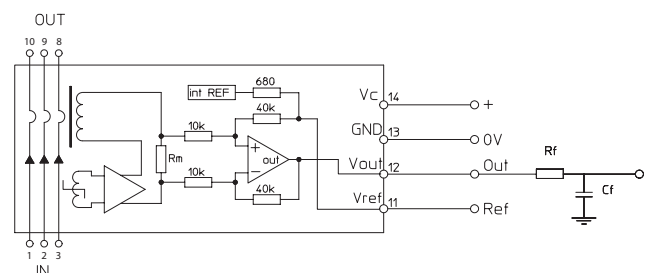 OUT
10 9 8
int REF
680
40k
10k
Rm
10k
+
out
−
40k
Vc 14 +
GND 13 0V
Vout 12 Out
Vref 11 Ref
Rf
Cf
1 2 3
IN